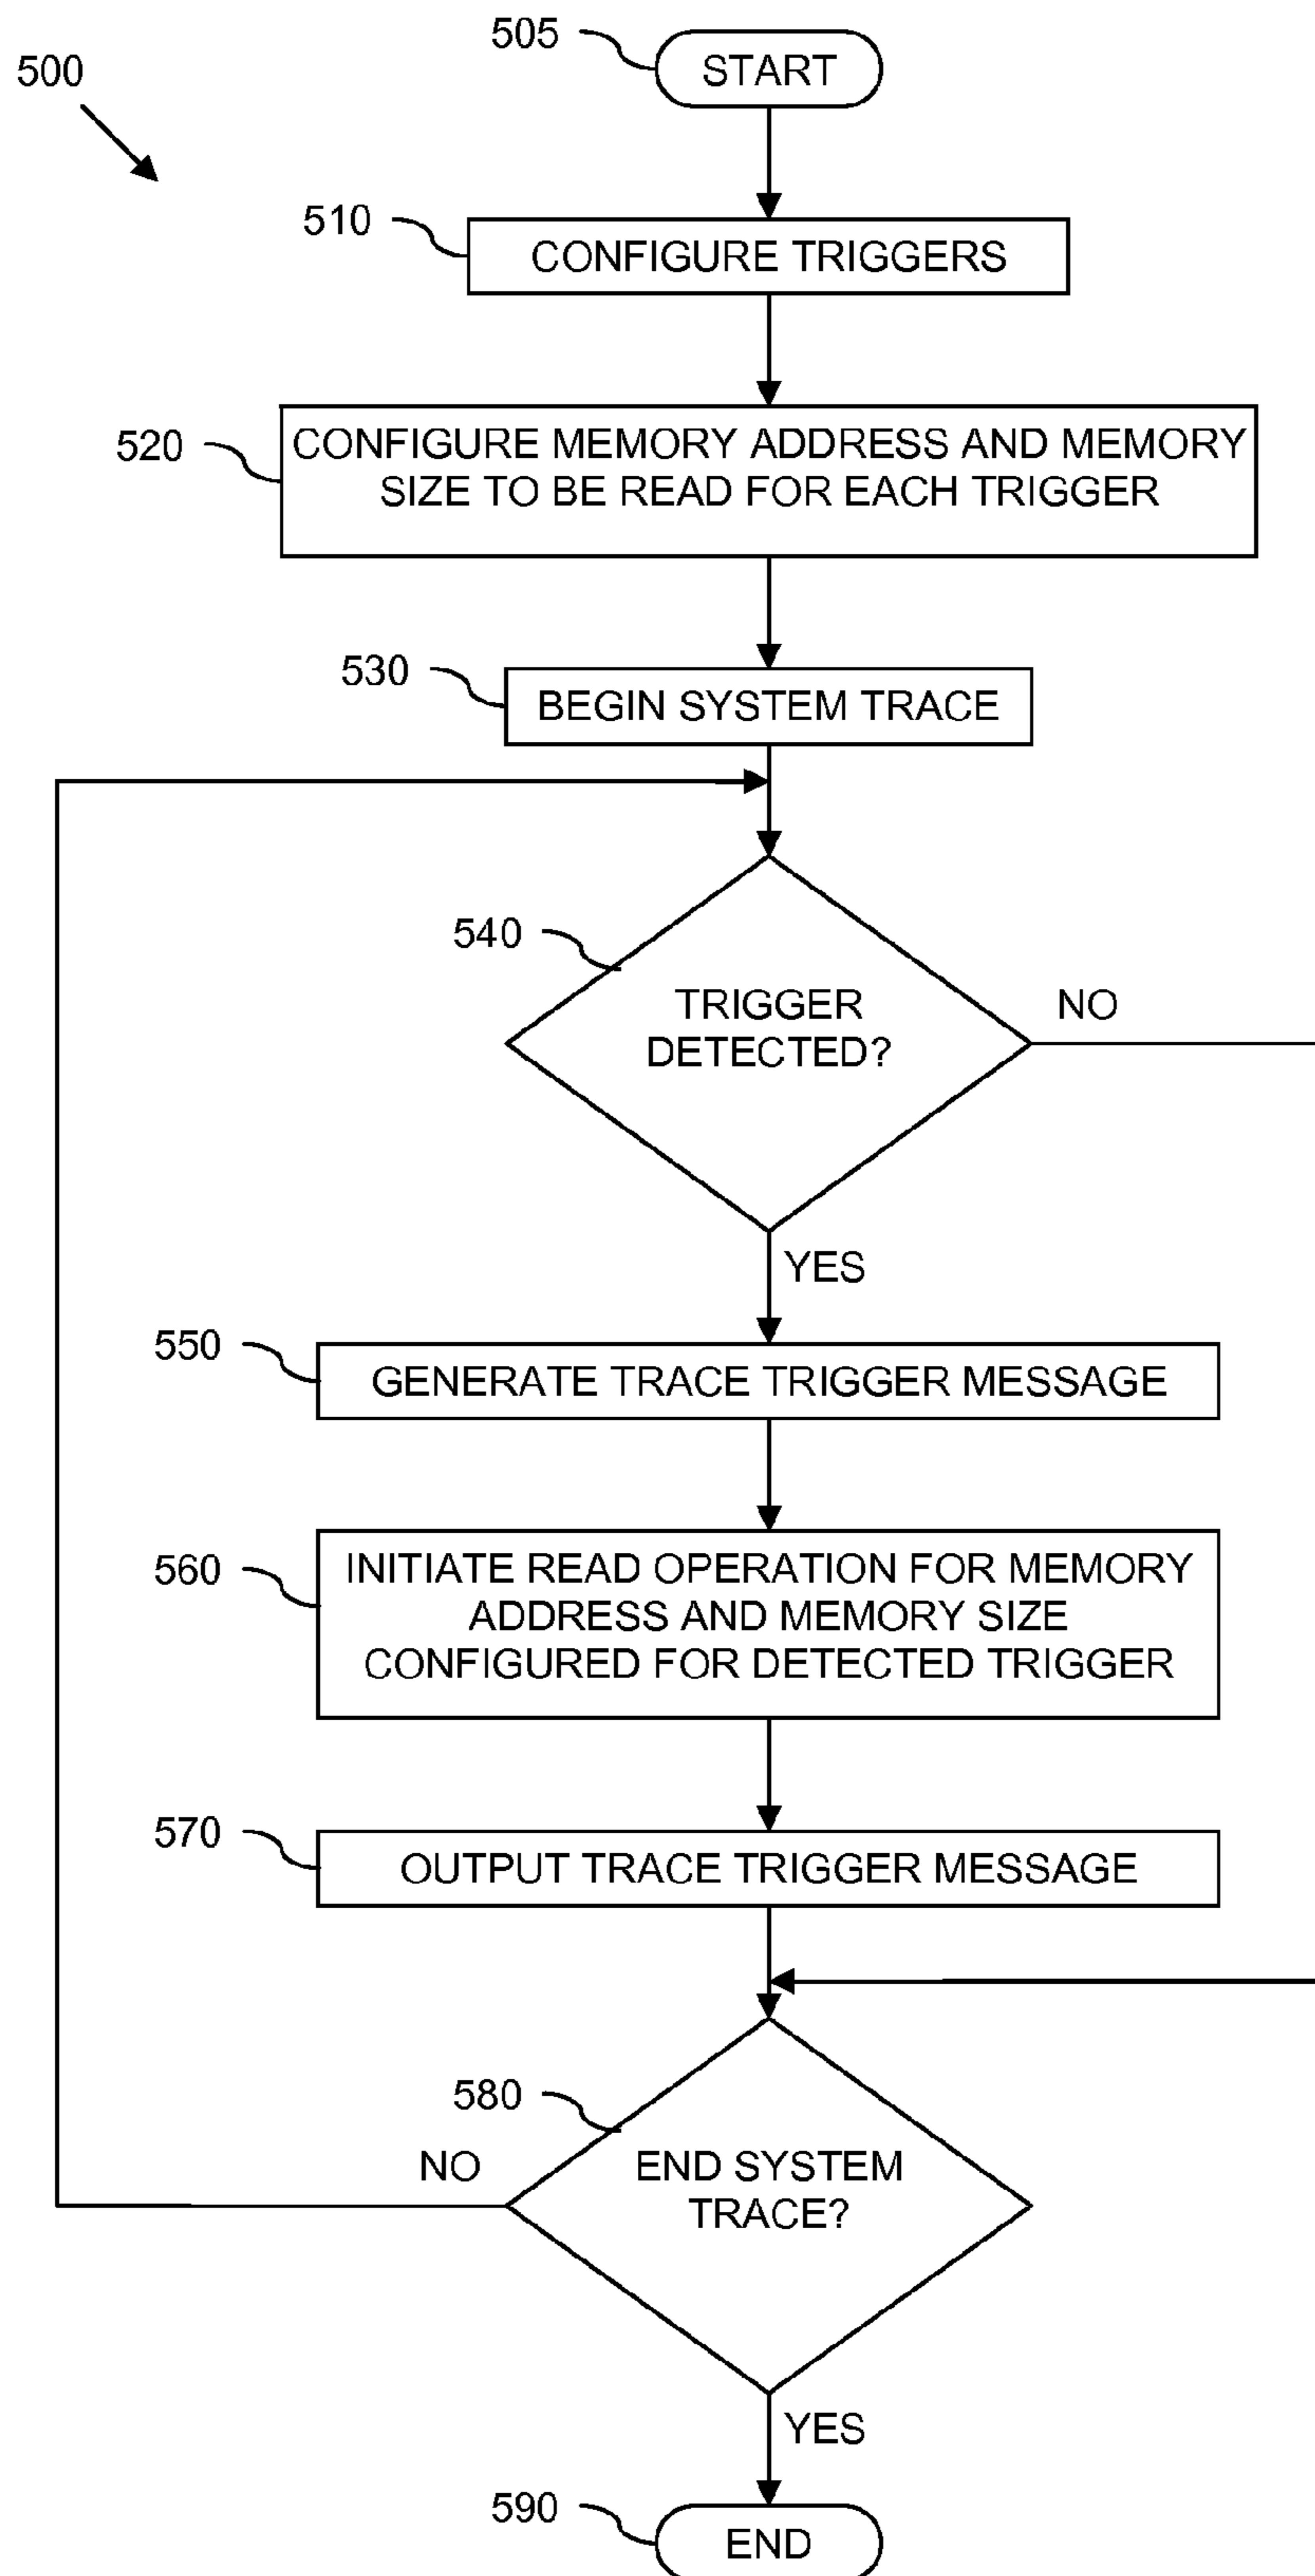 505
START
500
510
CONFIGURE TRIGGERS
520
CONFIGURE MEMORY ADDRESS AND MEMORY
SIZE TO BE READ FOR EACH TRIGGER
530
BEGIN SYSTEM TRACE
540
TRIGGER
DETECTED?
NO
YES
550
GENERATE TRACE TRIGGER MESSAGE
560
INITIATE READ OPERATION FOR MEMORY
ADDRESS AND MEMORY SIZE
CONFIGURED FOR DETECTED TRIGGER
570
OUTPUT TRACE TRIGGER MESSAGE
580
NO
END SYSTEM
TRACE?
YES
590
END